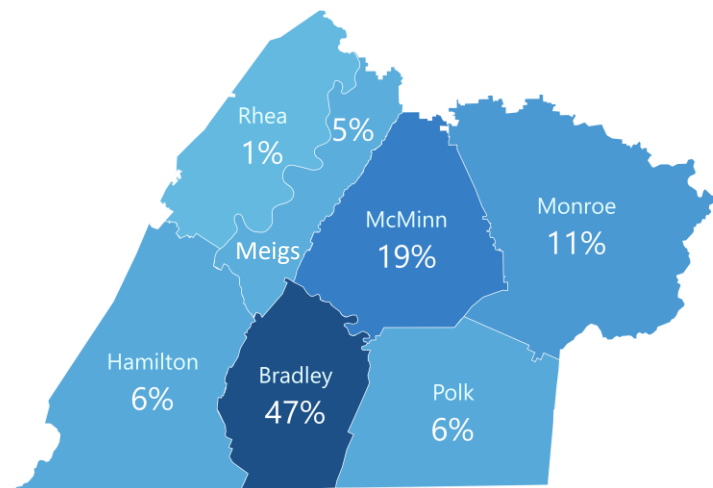 Rhea
1%
5%
Meigs
McMinn
19%
Monroe
11%
Hamilton
6%
Bradley
47%
Polk
6%